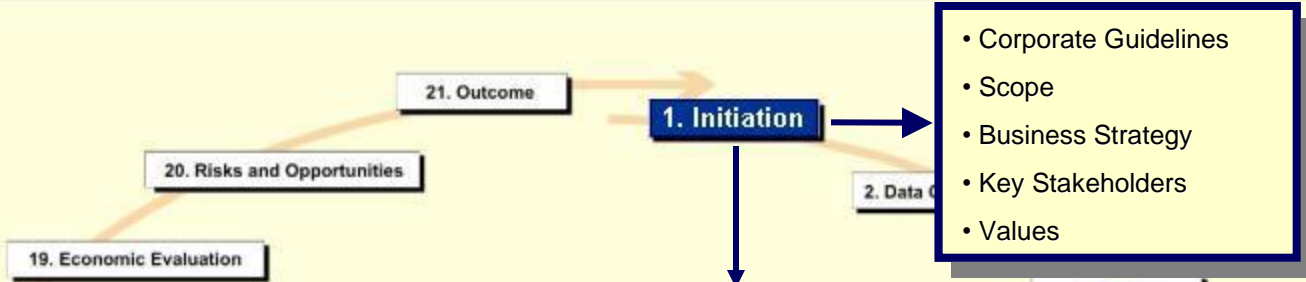 21. Outcome
1. Initiation
20. Risks and Opportunities
2. Data
19. Economic Evaluation
• Corporate Guidelines
• Scope
• Business Strategy
• Key Stakeholders
• Values